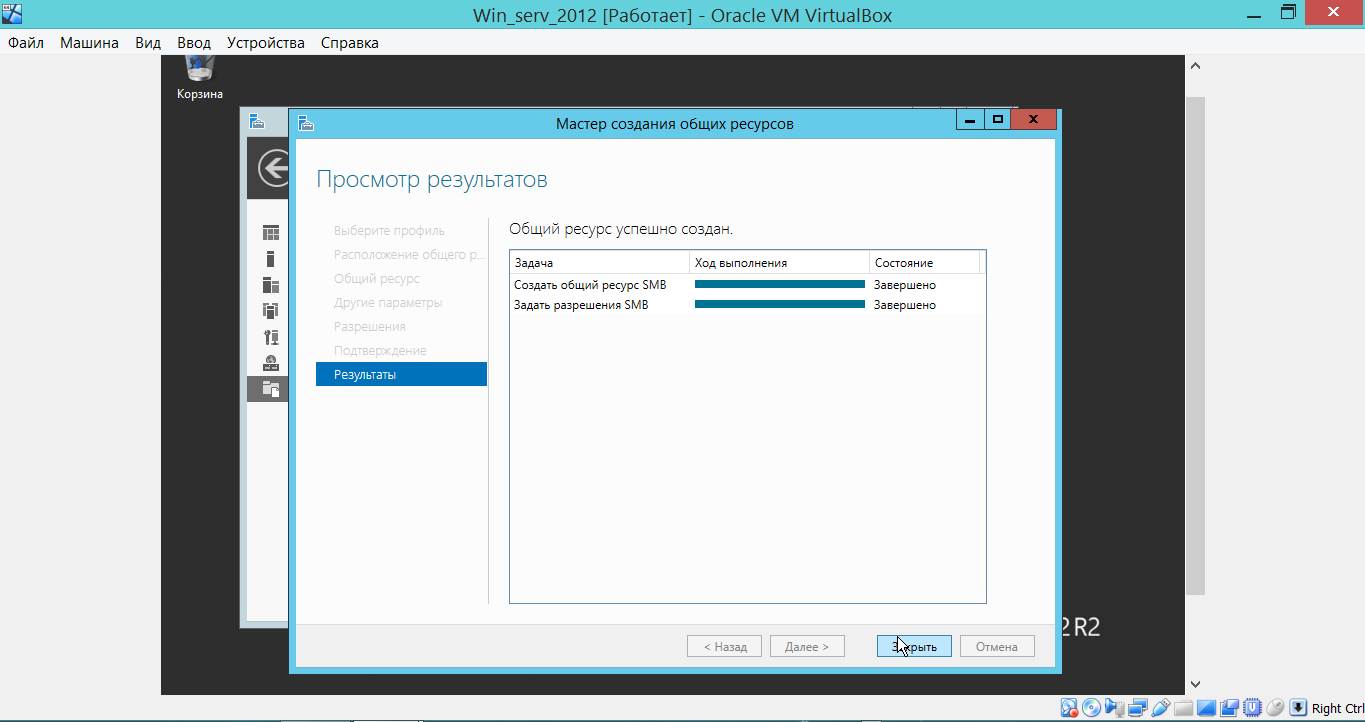 Win_serv_2012 [Работает] - Oracle VM VirtualBox
Файл Машина Вид Ввод Устройства Справка
Корзина
Мастер создания общих ресурсов
Просмотр результатов
Выберите профиль
Расположение общего р...
Общий ресурс
Другие параметры
Разрешения
Подтверждение
Результаты
Общий ресурс успешно создан.
Задача Ход выполнения Состояние
Создать общий ресурс SMB Завершено
Задать разрешения SMB Завершено
2 R2
< Назад Далее > Закрыть Отмена
Right Ctrl